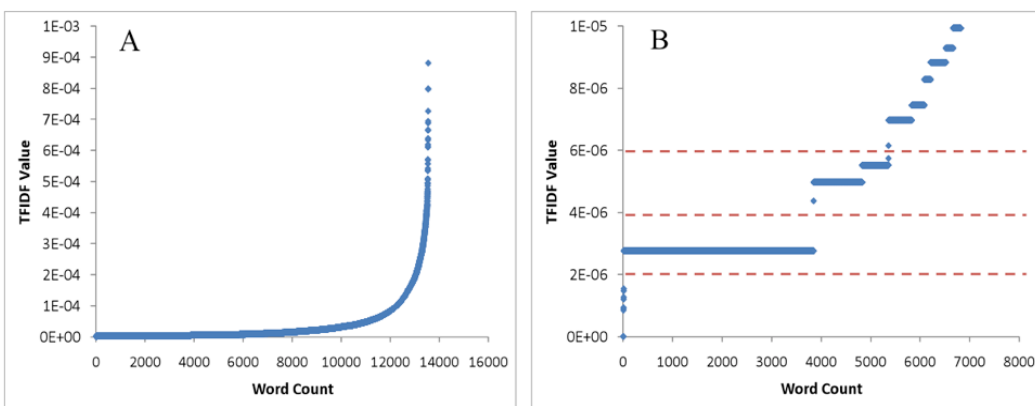 A
1E-03
9E-04
8E-04
7E-04
6E-04
5E-04
4E-04
3E-04
2E-04
1E-04
0E+00
TFIDF Value
0 2000 4000 6000 8000 10000 12000 14000 16000
Word Count
B
1E-05
8E-06
6E-06
4E-06
2E-06
0E+00
TFIDF Value
0 1000 2000 3000 4000 5000 6000 7000 8000
Word Count